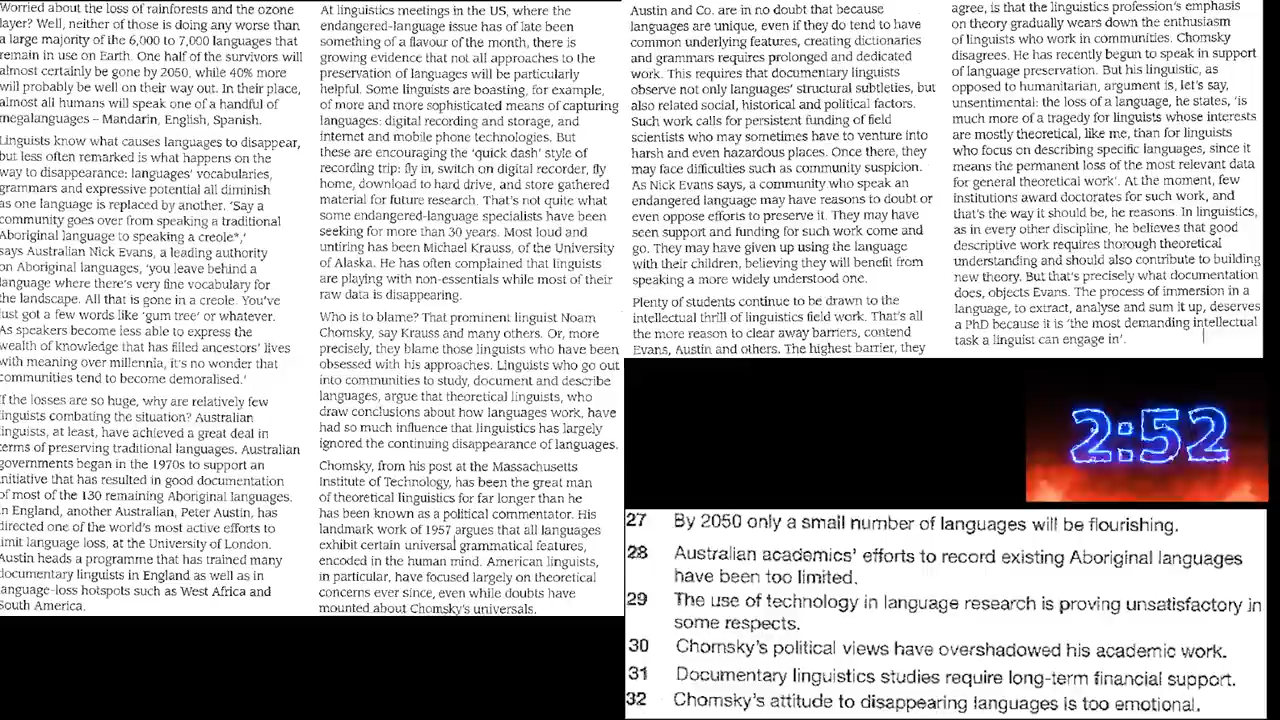 Worried about the loss of rainforests and the ozone
layer? Well, neither of those is doing any worse than
a large majority of the 6,000 to 7,000 languages that
remain in use on Earth. One half of the survivors will
almost certainly be gone by 2050, while 40% more
will probably be well on their way out. In their place,
almost all humans will speak one of a handful of
megalanguages – Mandarin, English, Spanish.
Linguists know what causes languages to disappear,
but less often remarked is what happens on the
way to disappearance: languages' vocabularies,
grammars and expressive potential all diminish
as one language is replaced by another. 'Say a
community goes over from speaking a traditional
Aboriginal language to speaking a creole*,'
says Australian Nick Evans, a leading authority
on Aboriginal languages, 'you leave behind a
language where there's very fine vocabulary for
the landscape. All that is gone in a creole. You've
just got a few words like 'gum tree' or whatever.
As speakers become less able to express the
wealth of knowledge that has filled ancestors' lives
with meaning over millennia, it's no wonder that
communities tend to become demoralised.'
If the losses are so huge, why are relatively few
linguists combating the situation? Australian
linguists, at least, have achieved a great deal in
terms of preserving traditional languages. Australian
governments began in the 1970s to support an
initiative that has resulted in good documentation
of most of the 130 remaining Aboriginal languages.
In England, another Australian, Peter Austin, has
directed one of the world's most active efforts to
limit language loss, at the University of London.
Austin heads a programme that has trained many
documentary linguists in England as well as in
language-loss hotspots such as West Africa and
South America.
At linguistics meetings in the US, where the
endangered-language issue has of late been
something of a flavour of the month, there is
growing evidence that not all approaches to the
preservation of languages will be particularly
helpful. Some linguists are boasting, for example,
of more and more sophisticated means of capturing
languages: digital recording and storage, and
internet and mobile phone technologies. But
these are encouraging the 'quick dash' style of
recording trip: fly in, switch on digital recorder, fly
home, download to hard drive, and store gathered
material for future research. That's not quite what
some endangered-language specialists have been
seeking for more than 30 years. Most loud and
untiring has been Michael Krauss, of the University
of Alaska. He has often complained that linguists
are playing with non-essentials while most of their
raw data is disappearing.
Who is to blame? That prominent linguist Noam
Chomsky, say Krauss and many others. Or, more
precisely, they blame those linguists who have been
obsessed with his approaches. Linguists who go out
into communities to study, document and describe
languages, argue that theoretical linguists, who
draw conclusions about how languages work, have
had so much influence that linguistics has largely
ignored the continuing disappearance of languages.
Chomsky, from his post at the Massachusetts
Institute of Technology, has been the great man
of theoretical linguistics for far longer than he
has been known as a political commentator. His
landmark work of 1957 argues that all languages
exhibit certain universal grammatical features,
encoded in the human mind. American linguists,
in particular, have focused largely on theoretical
concerns ever since, even while doubts have
mounted about Chomsky's universals.
Austin and Co. are in no doubt that because
languages are unique, even if they do tend to have
common underlying features, creating dictionaries
and grammars requires prolonged and dedicated
work. This requires that documentary linguists
observe not only languages' structural subtleties, but
also related social, historical and political factors.
Such work calls for persistent funding of field
scientists who may sometimes have to venture into
harsh and even hazardous places. Once there, they
may face difficulties such as community suspicion.
As Nick Evans says, a community who speak an
endangered language may have reasons to doubt or
even oppose efforts to preserve it. They may have
seen support and funding for such work come and
go. They may have given up using the language
with their children, believing they will benefit from
speaking a more widely understood one.
Plenty of students continue to be drawn to the
intellectual thrill of linguistics field work. That's all
the more reason to clear away barriers, contend
Evans, Austin and others. The highest barrier, they
agree, is that the linguistics profession's emphasis
on theory gradually wears down the enthusiasm
of linguists who work in communities. Chomsky
disagrees. He has recently begun to speak in support
of language preservation. But his linguistic, as
opposed to humanitarian, argument is, let's say,
unsentimental: the loss of a language, he states, 'is
much more of a tragedy for linguists whose interests
are mostly theoretical, like me, than for linguists
who focus on describing specific languages, since it
means the permanent loss of the most relevant data
for general theoretical work'. At the moment, few
institutions award doctorates for such work, and
that's the way it should be, he reasons. In linguistics,
as in every other discipline, he believes that good
descriptive work requires thorough theoretical
understanding and should also contribute to building
new theory. But that's precisely what documentation
does, objects Evans. The process of immersion in a
language, to extract, analyse and sum it up, deserves
a PhD because it is 'the most demanding intellectual
task a linguist can engage in'.
2:52
27 By 2050 only a small number of languages will be flourishing.
28 Australian academics' efforts to record existing Aboriginal languages
have been too limited.
29 The use of technology in language research is proving unsatisfactory in
some respects.
30 Chomsky's political views have overshadowed his academic work.
31 Documentary linguistics studies require long-term financial support.
32 Chomsky's attitude to disappearing languages is too emotional.